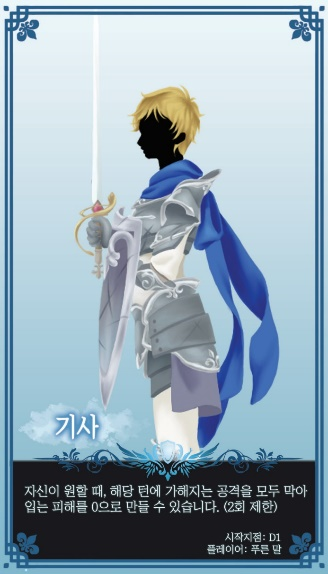 기사
자신이 원할 때, 해당 턴에 가해지는 공격을 모두 막아
입는 피해를 0으로 만들 수 있습니다. (2회 제한)
시작지점: D1
플레이어: 푸른 말